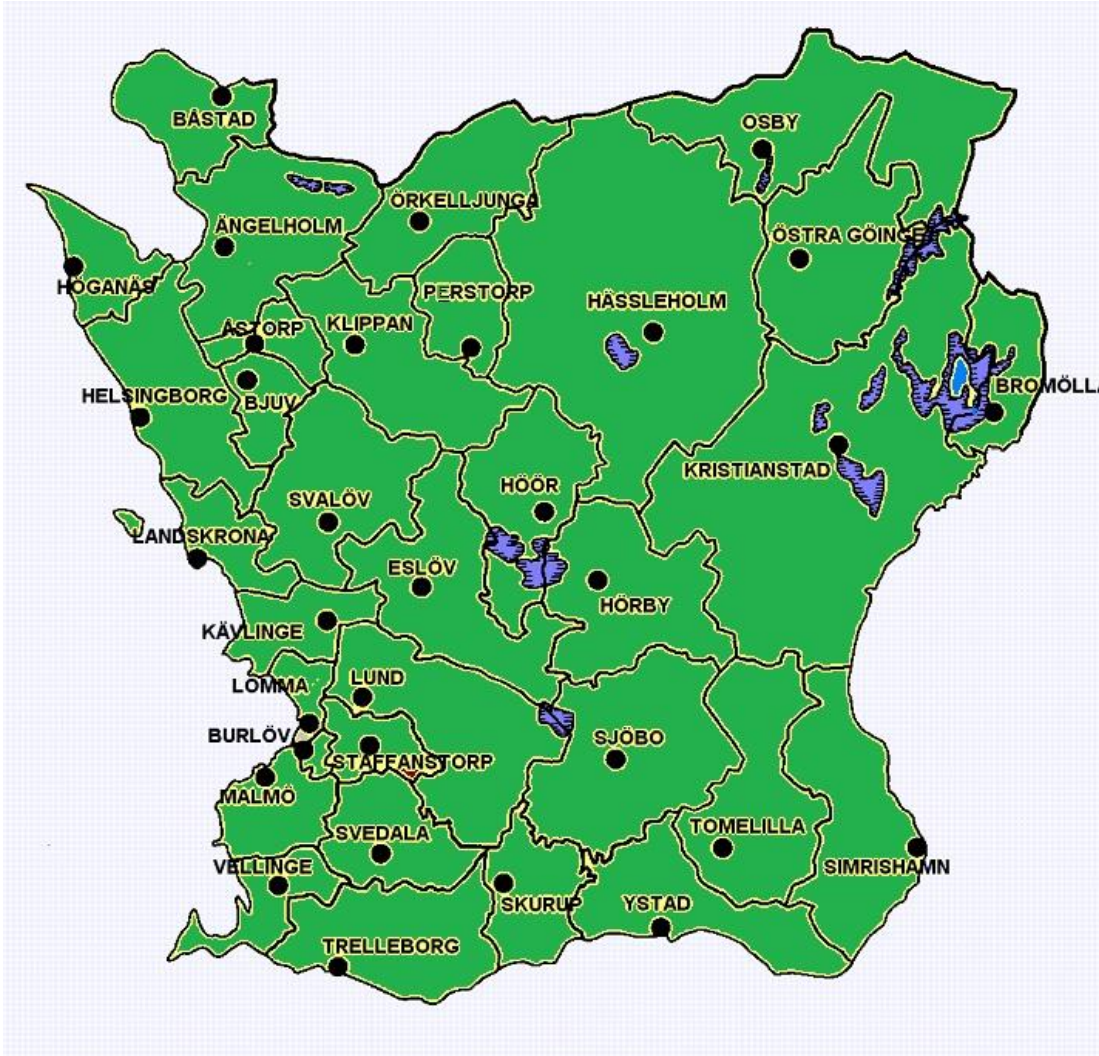 BÅSTAD
OSBY
ÖRKELLJUNGA
ÄNGELHOLM
ÖSTRA GÖINGE
HÖGANÄS
PERSTORP
HÄSSLEHOLM
ÅSTORP
KLIPPAN
HELSINGBORG
BJUV
BROMÖLLA
KRISTIANSTAD
HÖÖR
SVALÖV
LANDSKRONA
ESLÖV
HÖRBY
KÄVLINGE
LUND
LOMMA
BURLÖV
SJÖBO
STAFFANSTORP
MALMÖ
TOMELILLA
SVEDALA
VELLINGE
SIMRISHAMN
SKURUP
YSTAD
TRELLEBORG